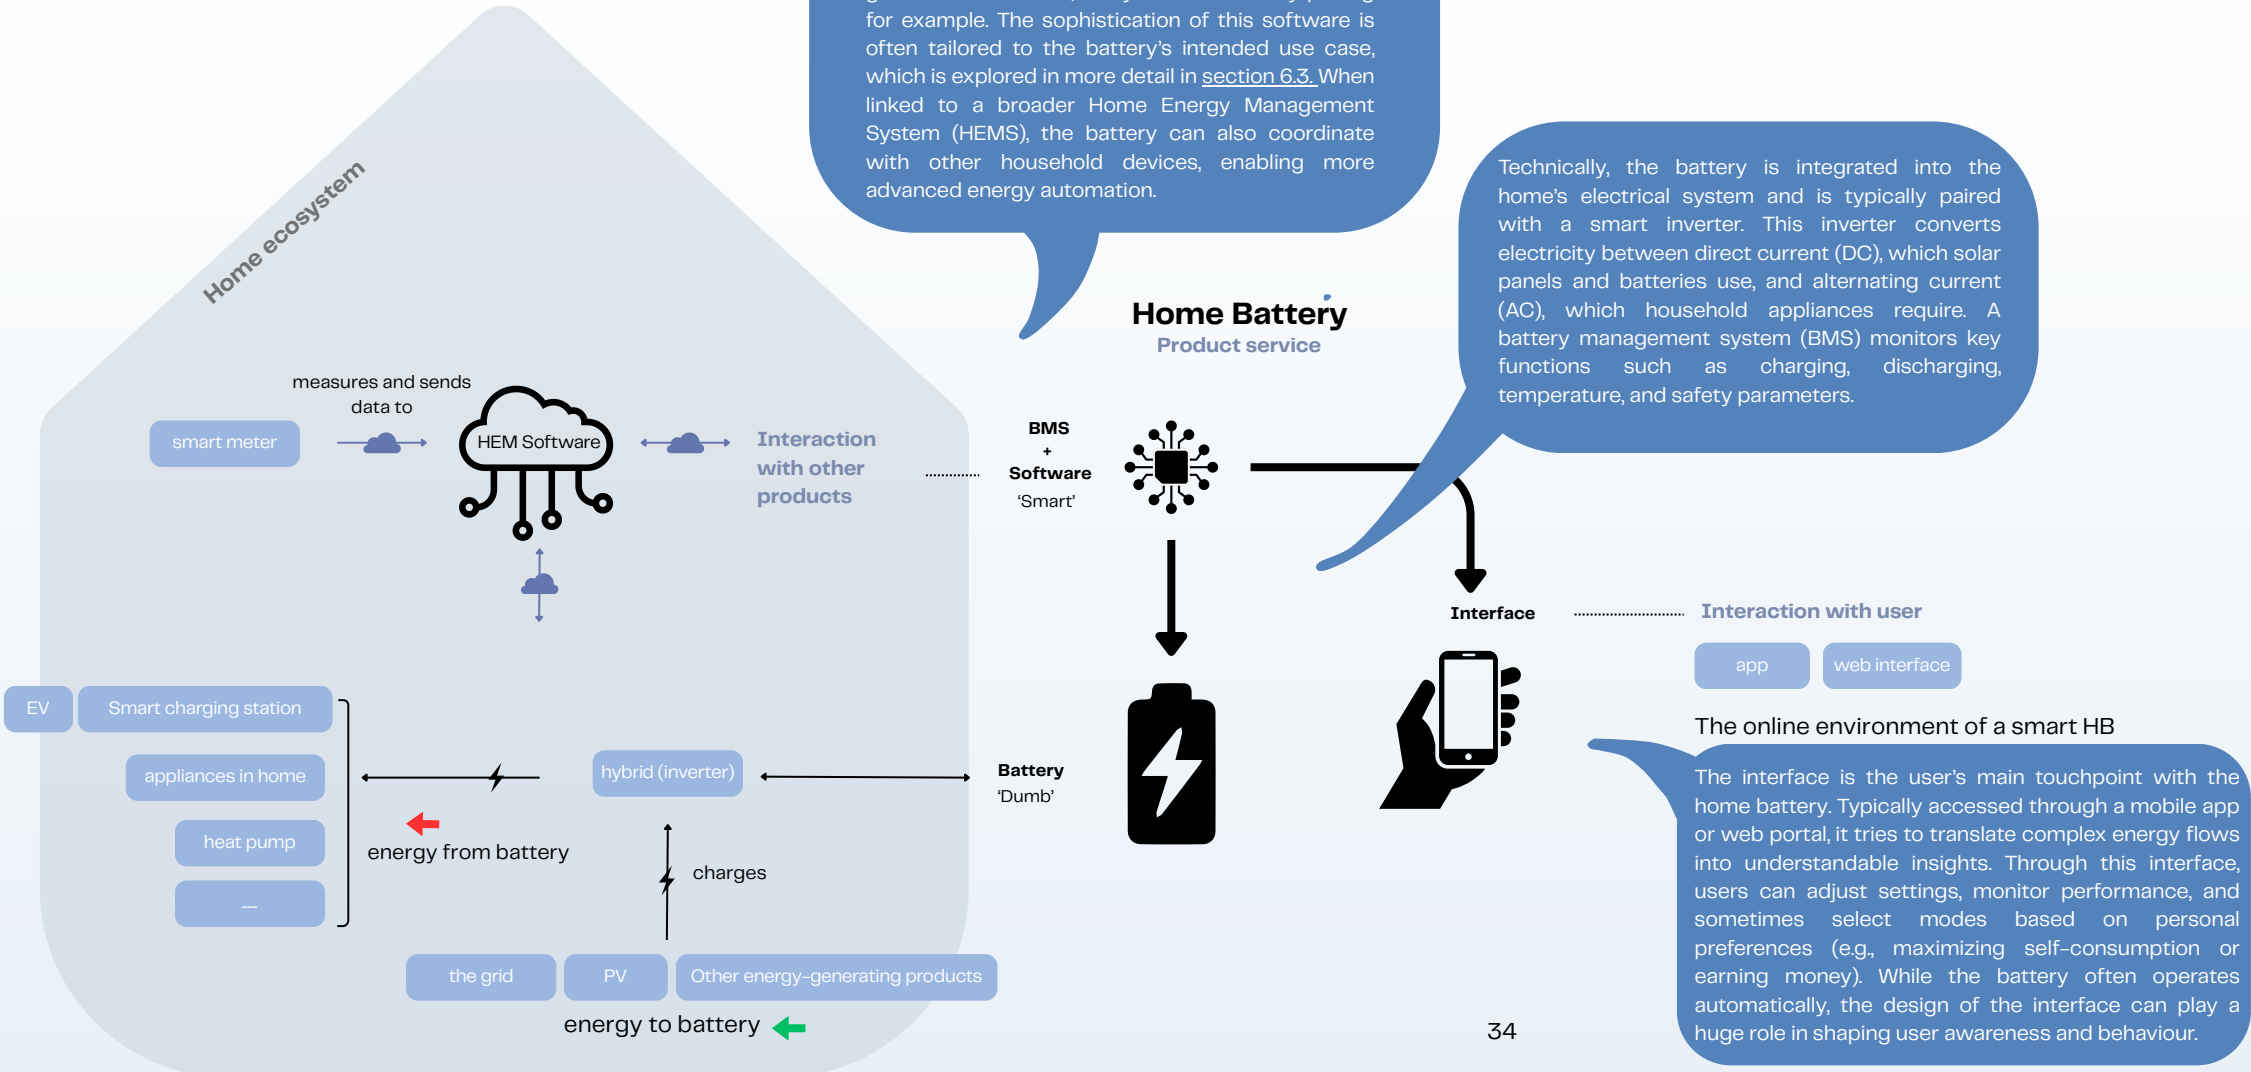 for example. The sophistication of this software is
often tailored to the battery's intended use case,
which is explored in more detail in section 6.3. When
linked to a broader Home Energy Management
System (HEMS), the battery can also coordinate
with other household devices, enabling more
advanced energy automation.
Technically, the battery is integrated into the
home's electrical system and is typically paired
with a smart inverter. This inverter converts
electricity between direct current (DC), which solar
panels and batteries use, and alternating current
(AC), which household appliances require. A
battery management system (BMS) monitors key
functions such as charging, discharging,
temperature, and safety parameters.
Home ecosystem
Home Battery
Product service
measures and sends
data to
smart meter
HEM Software
Interaction
with other
products
BMS
+
Software
'Smart'
Interface
Interaction with user
app
web interface
The online environment of a smart HB
The interface is the user's main touchpoint with the
home battery. Typically accessed through a mobile app
or web portal, it tries to translate complex energy flows
into understandable insights. Through this interface,
users can adjust settings, monitor performance, and
sometimes select modes based on personal
preferences (e.g., maximizing self-consumption or
earning money). While the battery often operates
automatically, the design of the interface can play a
huge role in shaping user awareness and behaviour.
EV
Smart charging station
appliances in home
heat pump
......
hybrid (inverter)
Battery
'Dumb'
energy from battery
charges
the grid
PV
Other energy-generating products
energy to battery
34